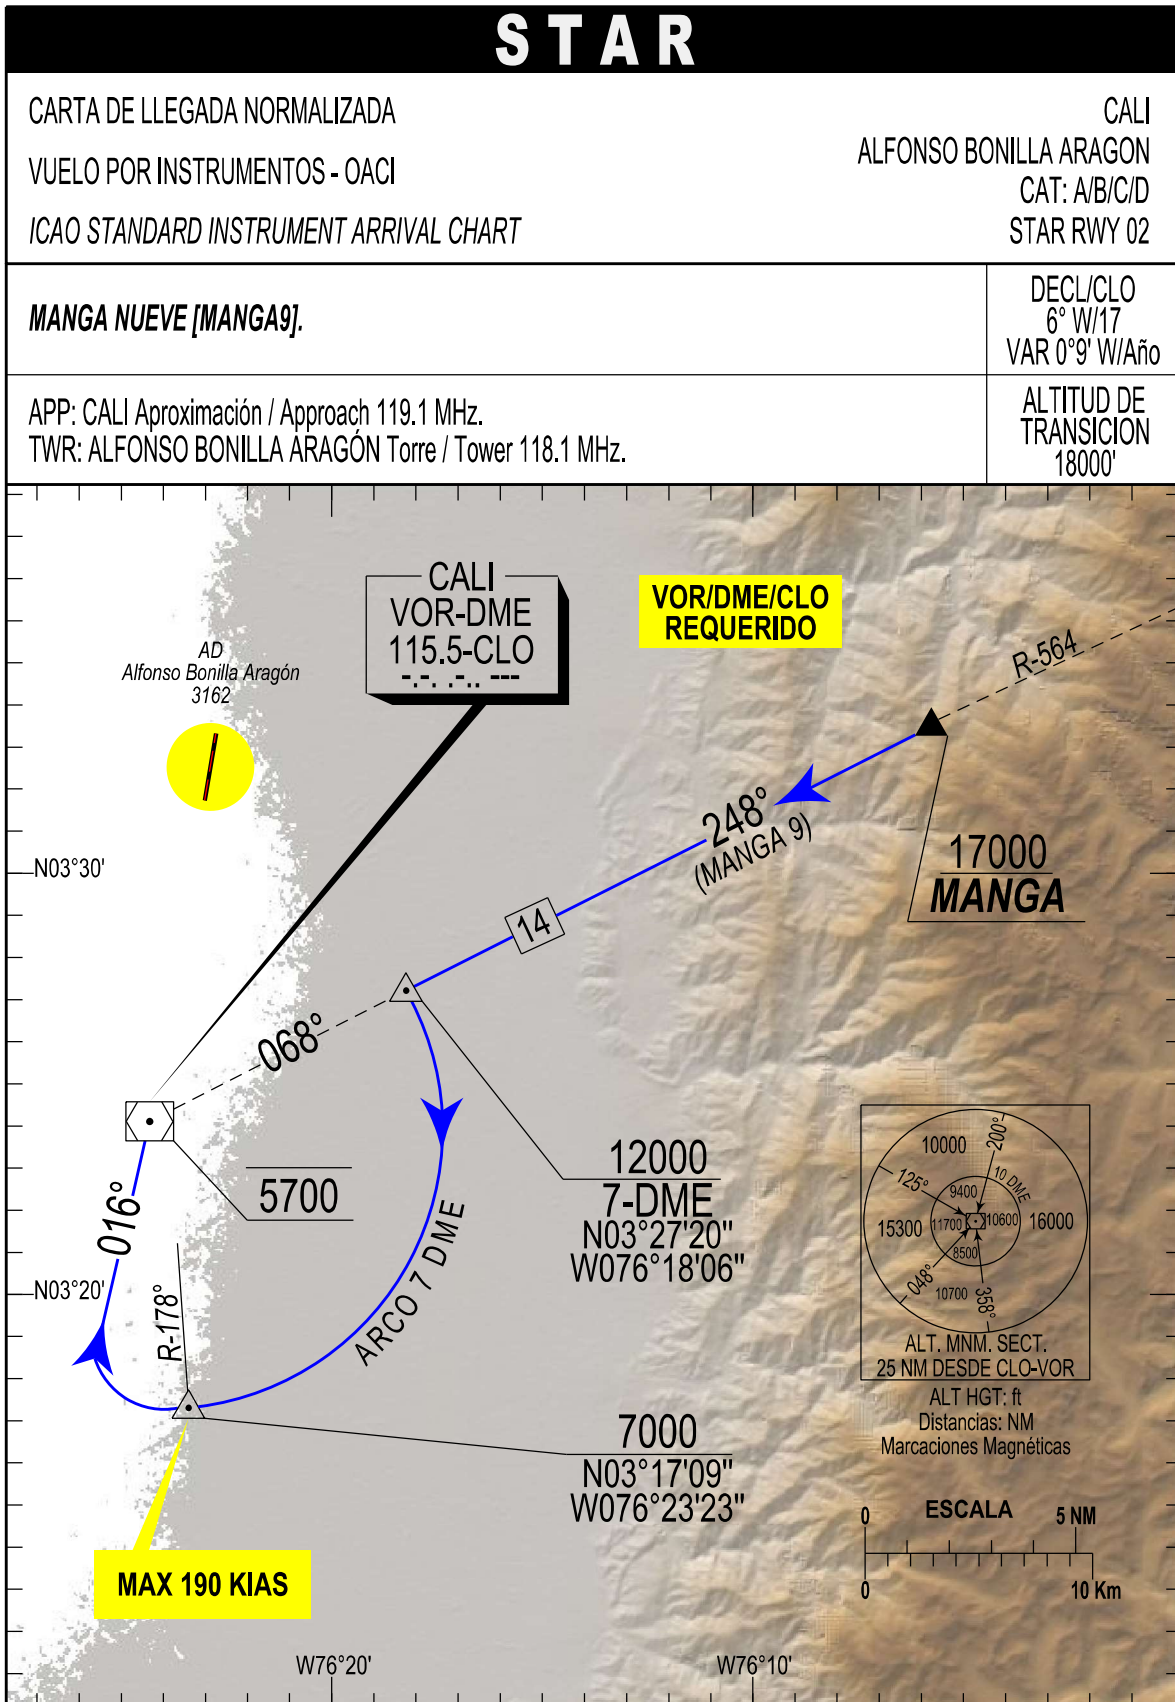 STAR
CARTA DE LLEGADA NORMALIZADA
VUELO POR INSTRUMENTOS - OACI
ICAO STANDARD INSTRUMENT ARRIVAL CHART
CALI
ALFONSO BONILLA ARAGON
CAT: A/B/C/D
STAR RWY 02
MANGA NUEVE [MANGA9].
DECL/CLO
6° W/17
VAR 0°9' W/Año
APP: CALI Aproximación / Approach 119.1 MHz.
TWR: ALFONSO BONILLA ARAGÓN Torre / Tower 118.1 MHz.
ALTITUD DE
TRANSICION
18000'
CALI
VOR-DME
115.5-CLO
-.-. .-.. ---
VOR/DME/CLO
REQUERIDO
AD
Alfonso Bonilla Aragón
3162
R-564
248°
(MANGA 9)
17000
MANGA
N03°30'
14
068°
5700
12000
7-DME
N03°27'20"
W076°18'06"
016°
N03°20'
R-178°
ARCO 7 DME
10000
200°
125°
9400
10 DME
15300
11700
10600
16000
8500
048°
10700
358°
ALT. MNM. SECT.
25 NM DESDE CLO-VOR
ALT HGT: ft
Distancias: NM
Marcaciones Magnéticas
7000
N03°17'09"
W076°23'23"
0
ESCALA
5 NM
0
10 Km
MAX 190 KIAS
W76°20'
W76°10'